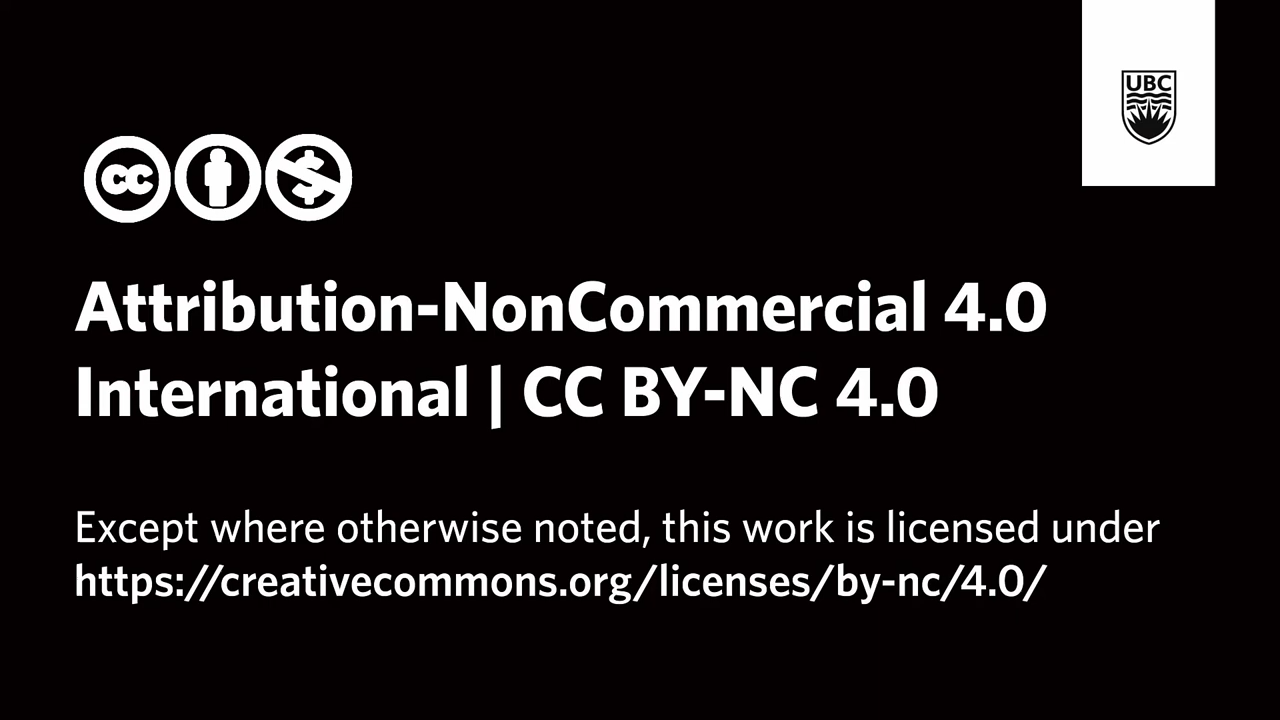 UBC
cc
Attribution-NonCommercial 4.0
International | CC BY-NC 4.0
Except where otherwise noted, this work is licensed under
https://creativecommons.org/licenses/by-nc/4.0/